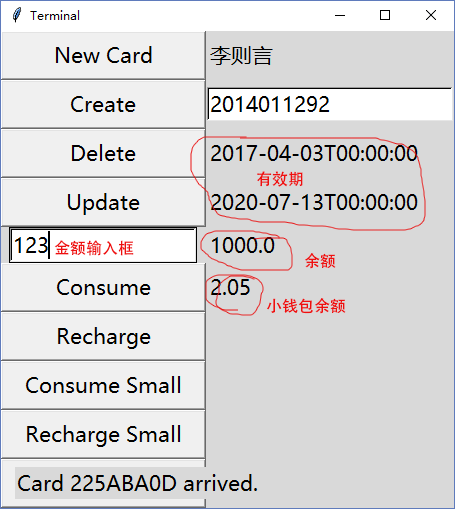 Terminal
New Card 李则言
Create 2014011292
Delete 2017-04-03T00:00:00
有效期
Update 2020-07-13T00:00:00
123 金额输入框 1000.0 余额
Consume 2.05 小钱包余额
Recharge
Consume Small
Recharge Small
Card 225ABA0D arrived.